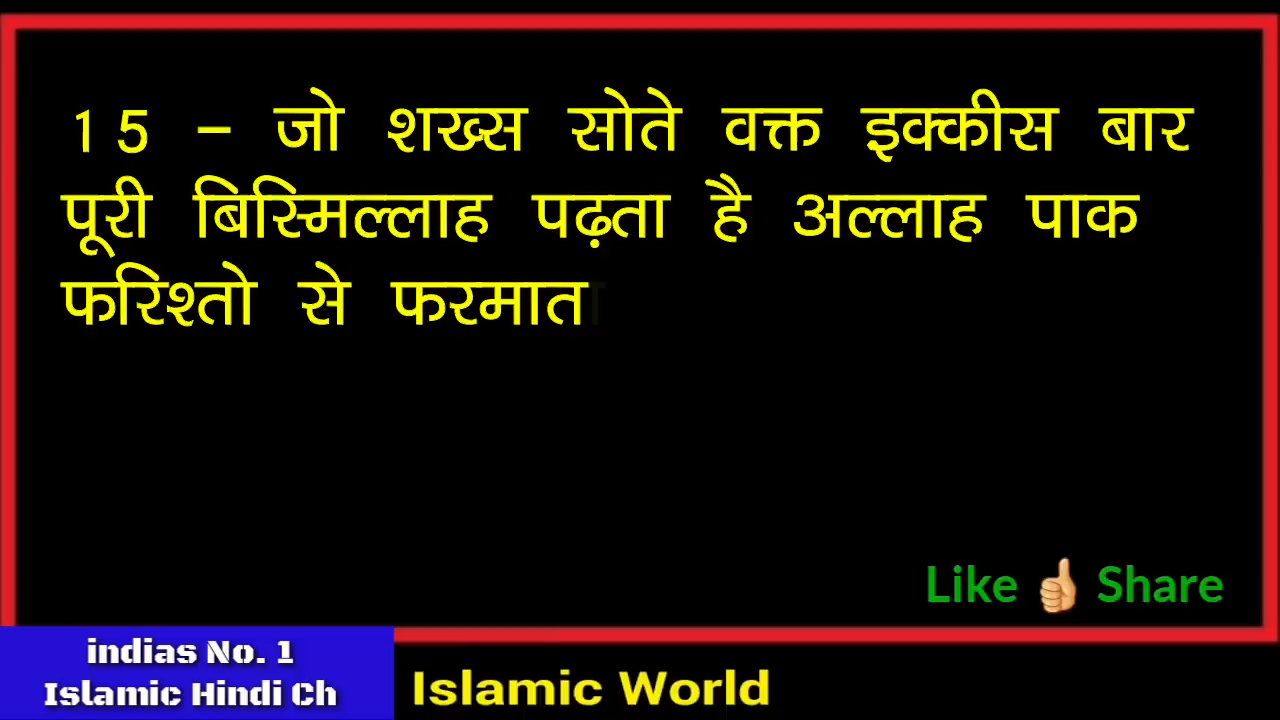 15 – जो शख्स सोते वक्त इक्कीस बार
पूरी बिस्मिल्लाह पढ़ता है अल्लाह पाक
फरिश्तो से फरमाता
Like 👍 Share
indias No. 1
Islamic Hindi Ch
Islamic World